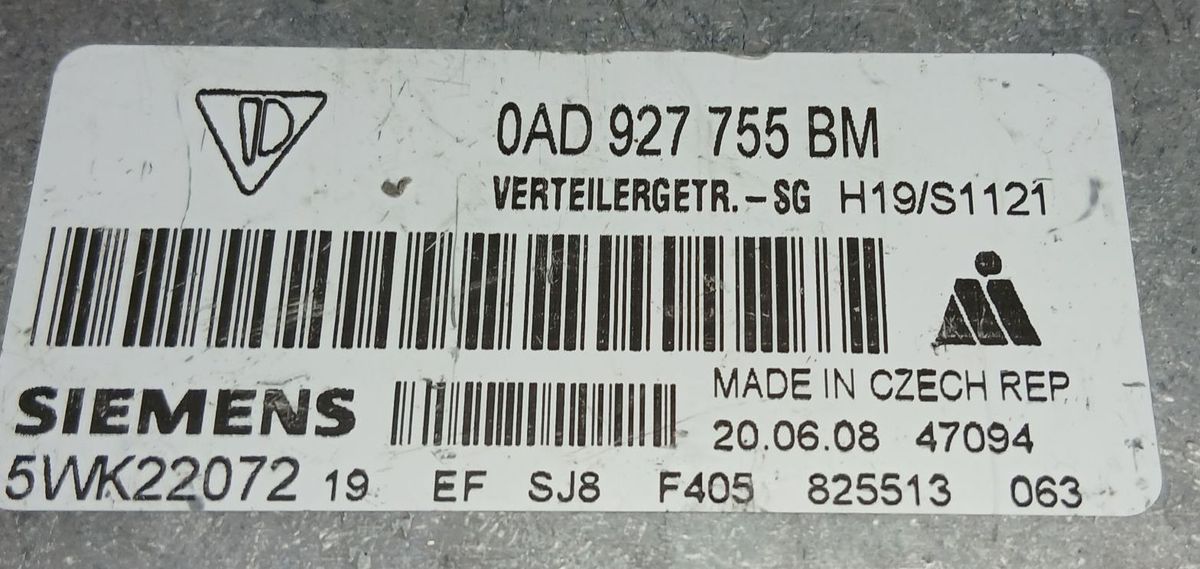 0AD 927 755 BM
VERTEILERGETR.-SG H19/S1121
SIEMENS
MADE IN CZECH REP.
20.06.08 47094
5WK22072 19 EF SJ8 F405 825513 063